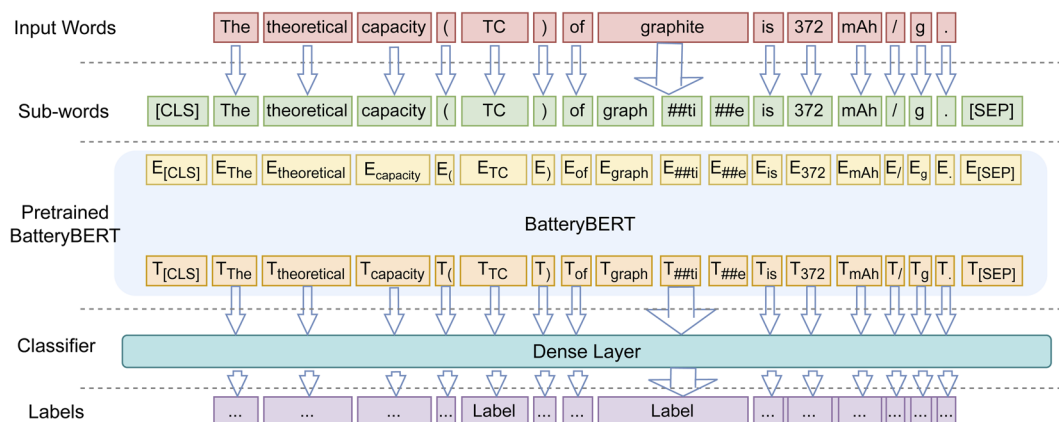 Input Words The theoretical capacity ( TC ) of graphite is 372 mAh / g .
Sub-words [CLS] The theoretical capacity ( TC ) of graph ##ti ##e is 372 mAh / g . [SEP]
E[CLS] EThe Etheoretical Ecapacity E( ETC E) Eof Egraph E##ti E##e Eis E372 EmAh E/ Eg E. E[SEP]
Pretrained
BatteryBERT
BatteryBERT
T[CLS] TThe Ttheoretical Tcapacity T( TTC T) Tof Tgraph T##ti T##e Tis T372 TmAh T/ Tg T. T[SEP]
Classifier Dense Layer
Labels ... ... ... ... Label ... ... Label ... ... ... ... ... ...